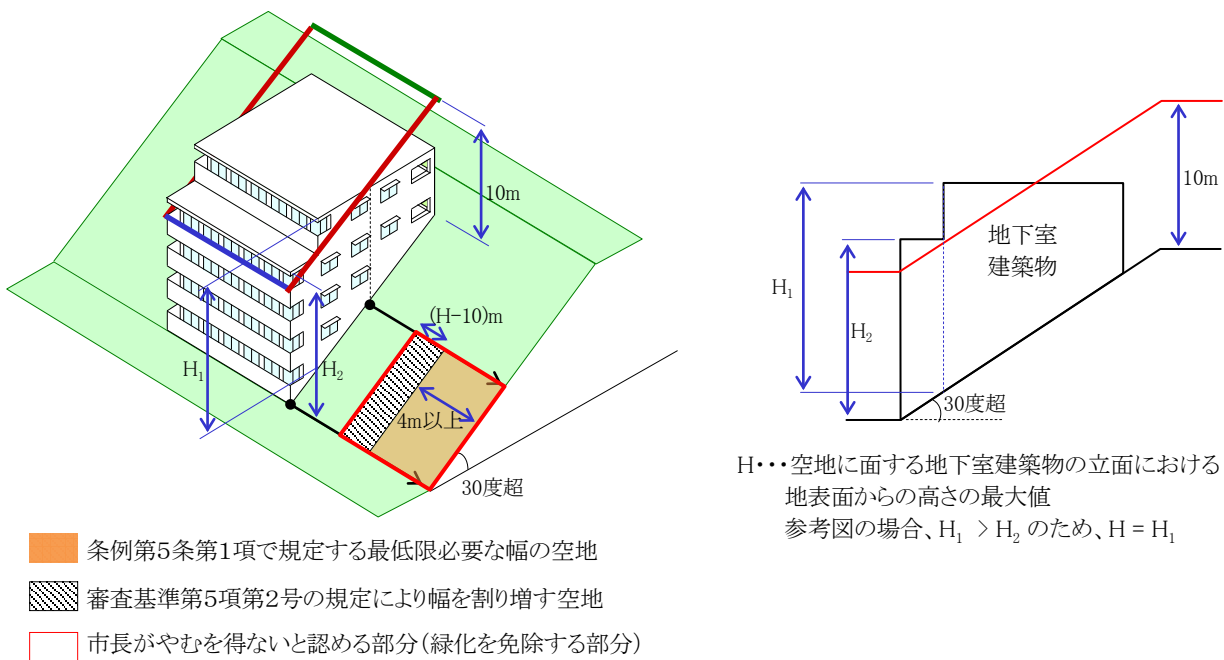 10m
(H-10)m
H1
H2
4m以上
30度超
条例第5条第1項で規定する最低限必要な幅の空地
審査基準第5項第2号の規定により幅を割り増す空地
市長がやむを得ないと認める部分(緑化を免除する部分)
10m
地下室
建築物
H1
H2
30度超
H・・・空地に面する地下室建築物の立面における
地表面からの高さの最大値
参考図の場合、H1 > H2 のため、H = H1